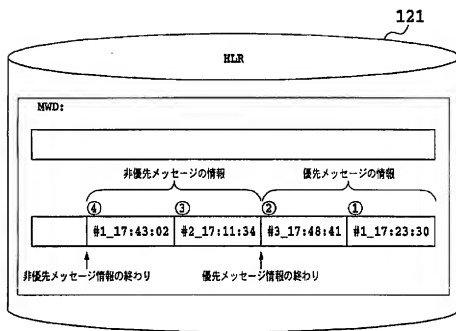 121
HLR
MWD:
非優先メッセージの情報 優先メッセージの情報
④ ③ ② ①
#1_17:43:02 #2_17:11:34 #3_17:48:41 #1_17:23:30
非優先メッセージ情報の終わり 優先メッセージ情報の終わり